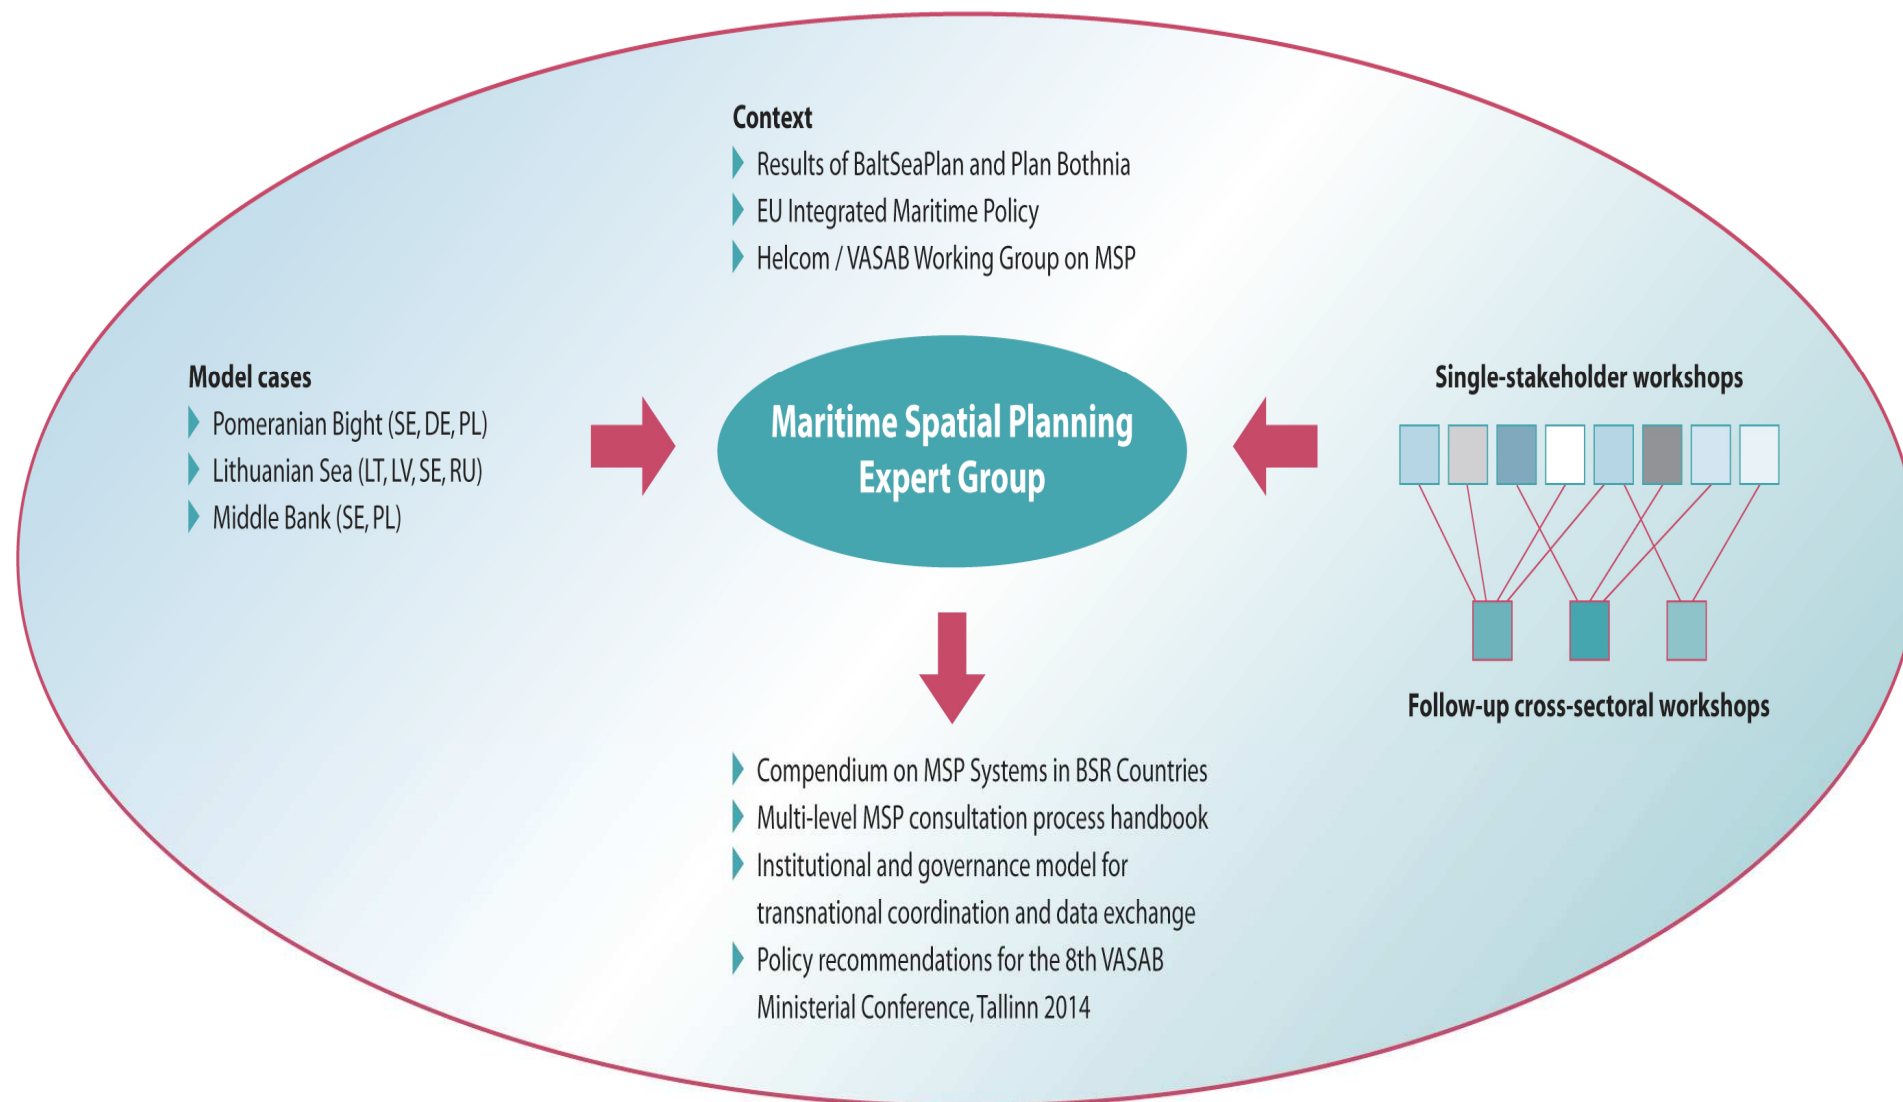 Context
Results of BaltSeaPlan and Plan Bothnia
EU Integrated Maritime Policy
Helcom / VASAB Working Group on MSP
Model cases
Pomeranian Bight (SE, DE, PL)
Lithuanian Sea (LT, LV, SE, RU)
Middle Bank (SE, PL)
Maritime Spatial Planning
Expert Group
Single-stakeholder workshops
Follow-up cross-sectoral workshops
Compendium on MSP Systems in BSR Countries
Multi-level MSP consultation process handbook
Institutional and governance model for
transnational coordination and data exchange
Policy recommendations for the 8th VASAB
Ministerial Conference, Tallinn 2014